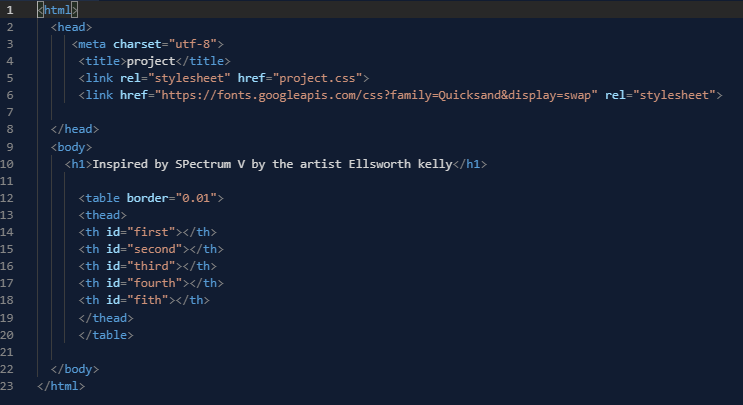 1 <html>
2 <head>
3 <meta charset="utf-8">
4 <title>project</title>
5 <link rel="stylesheet" href="project.css">
6 <link href="https://fonts.googleapis.com/css?family=Quicksand&display=swap" rel="stylesheet">
7
8 </head>
9 <body>
10 <h1>Inspired by SPectrum V by the artist Ellsworth kelly</h1>
11
12 <table border="0.01">
13 <thead>
14 <th id="first"></th>
15 <th id="second"></th>
16 <th id="third"></th>
17 <th id="fourth"></th>
18 <th id="fith"></th>
19 </thead>
20 </table>
21
22 </body>
23 </html>